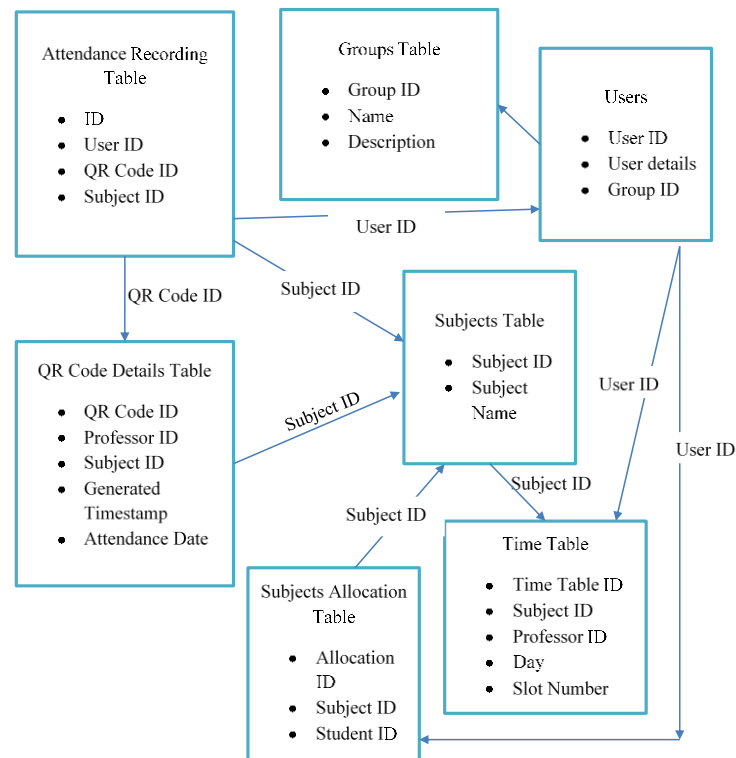 Attendance Recording
Table
ID
User ID
QR Code ID
Subject ID
Groups Table
Group ID
Name
Description
Users
User ID
User details
Group ID
User ID
QR Code ID
Subject ID
Subjects Table
Subject ID
Subject
Name
QR Code Details Table
QR Code ID
Professor ID
Subject ID
Generated
Timestamp
Attendance Date
Subject ID
User ID
User ID
Subject ID
Subject ID
Time Table
Time Table ID
Subject ID
Professor ID
Day
Slot Number
Subjects Allocation
Table
Allocation
ID
Subject ID
Student ID